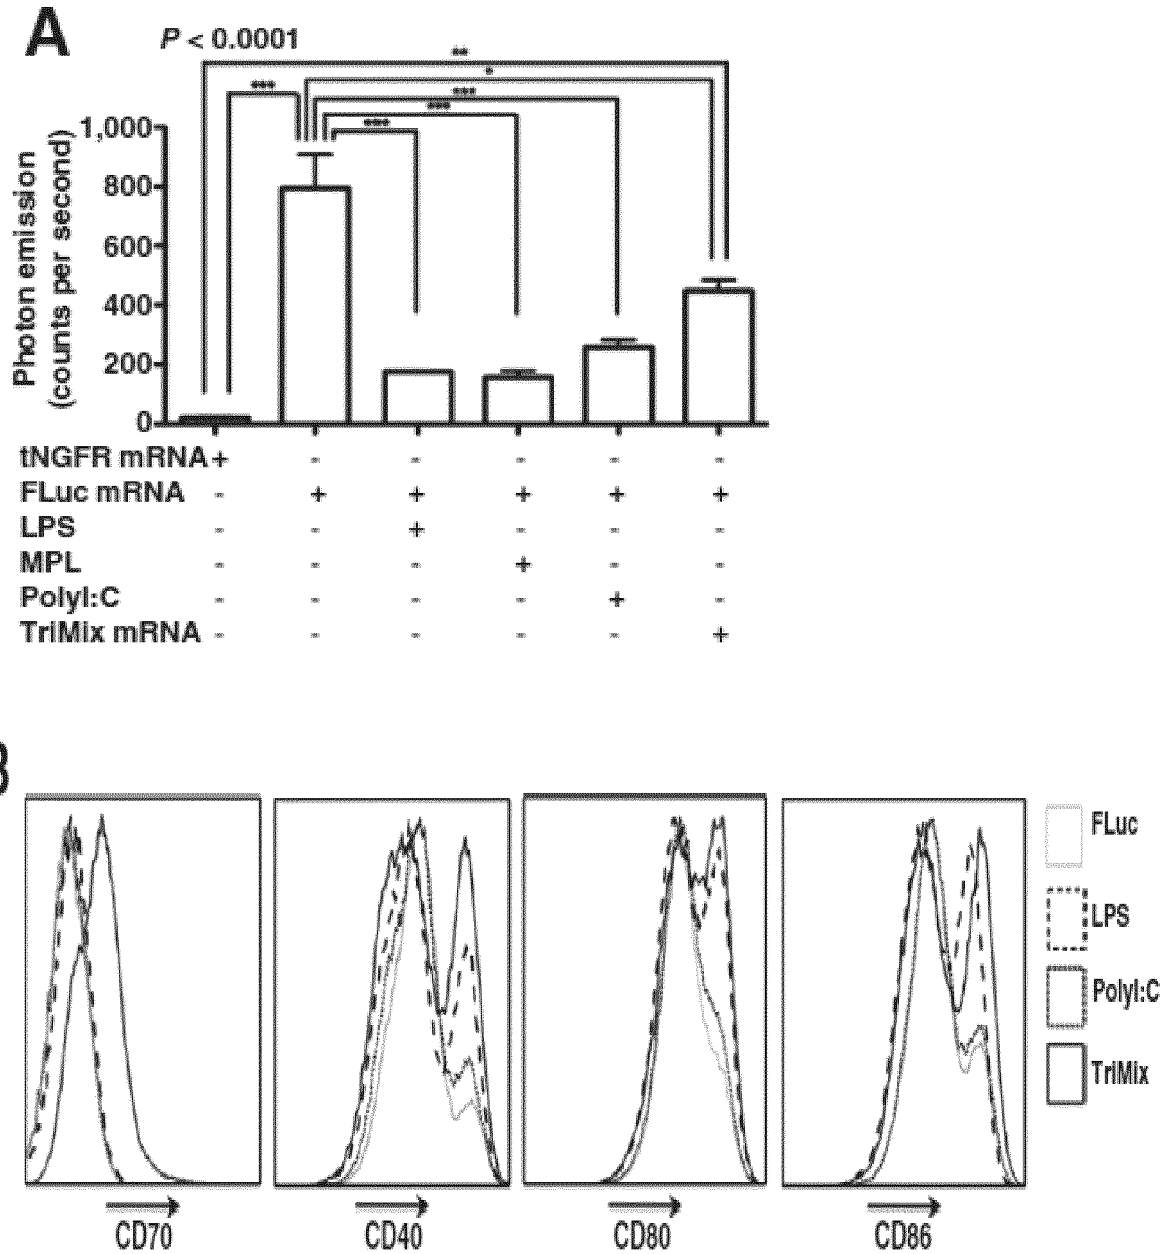 A
P < 0.0001
**
*
***
***
***
***
Photon emission
(counts per second)
1,000
800
600
400
200
0
tNGFR mRNA + - - - - -
FLuc mRNA - + + + + +
LPS - - + - - -
MPL - - - + - -
PolyI:C - - - - + -
TriMix mRNA - - - - - +
B
FLuc
LPS
PolyI:C
TriMix
CD70
CD40
CD80
CD86